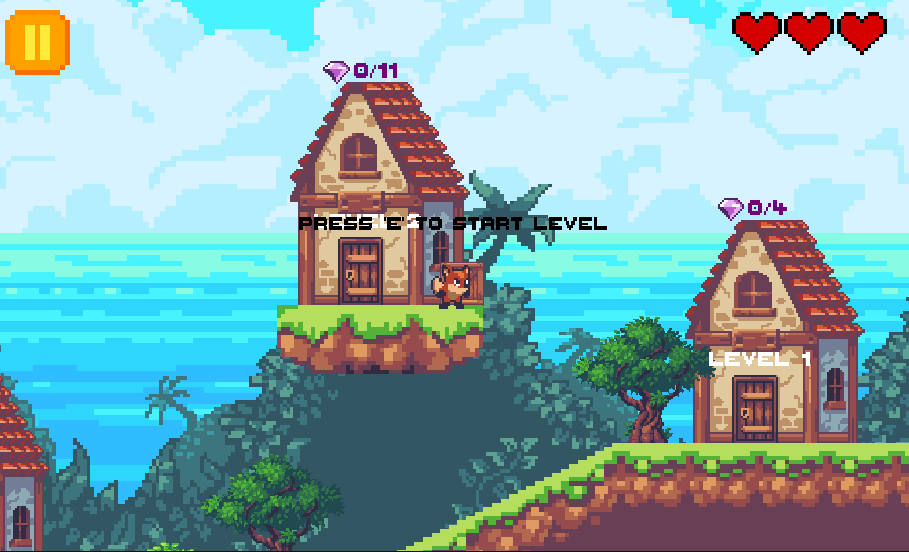 0/11
PRESS 'E' TO START LEVEL
0/4
LEVEL 1